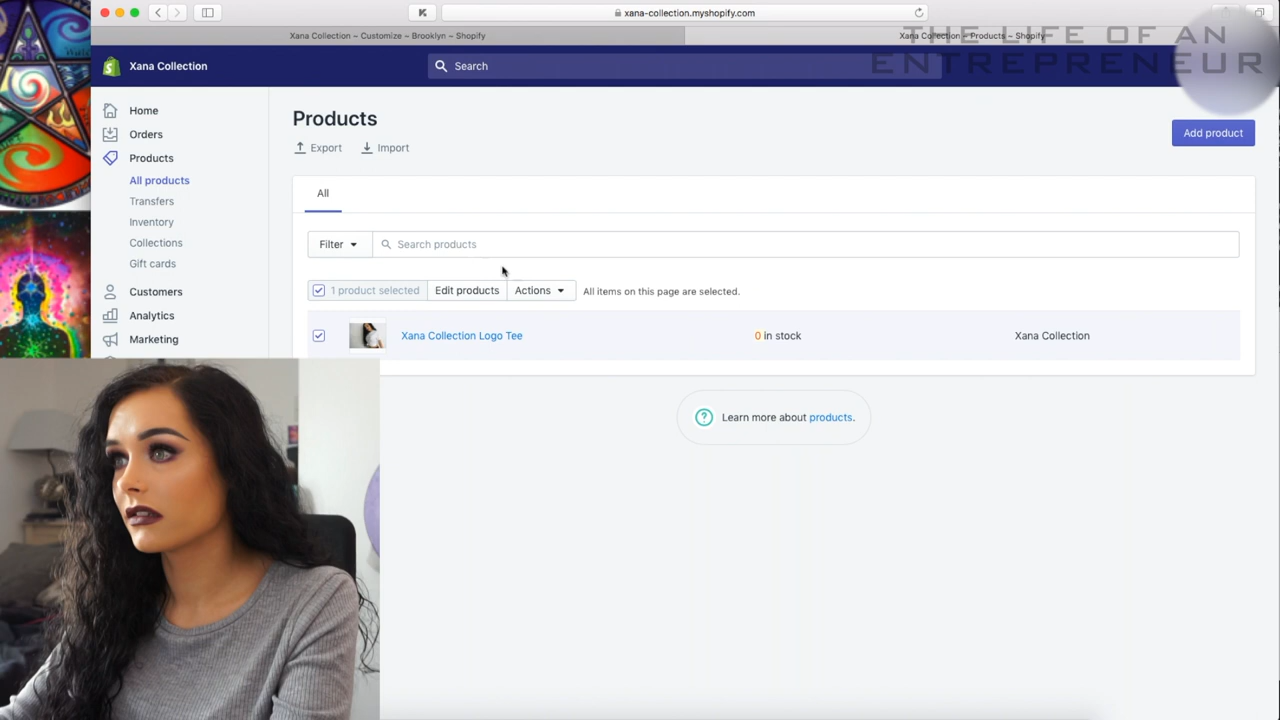 xana-collection.myshopify.com
Xana Collection ~ Customize ~ Brooklyn ~ Shopify
Xana Collection ~ Products ~ Shopify
THE LIFE OF AN
ENTREPRENEUR
Xana Collection
Search
Home
Orders
Products
All products
Transfers
Inventory
Collections
Gift cards
Customers
Analytics
Marketing
Products
Export
Import
Add product
All
Filter
Search products
1 product selected
Edit products
Actions
All items on this page are selected.
Xana Collection Logo Tee
0 in stock
Xana Collection
Learn more about products.